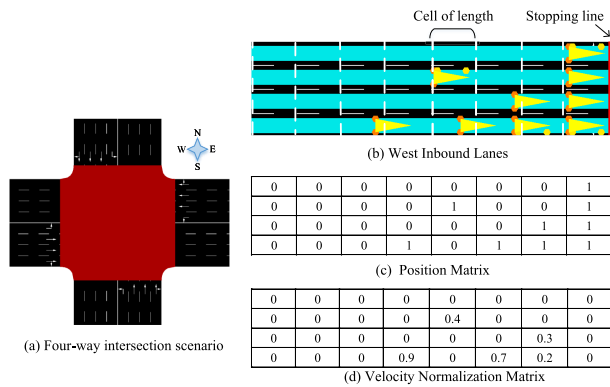 Cell of length
Stopping line
(b) West Inbound Lanes
N
W E
S
0 0 0 0 0 0 0 1
0 0 0 0 1 0 0 1
0 0 0 0 0 0 1 1
0 0 0 1 0 1 1 1
(c) Position Matrix
0 0 0 0 0 0 0 0
0 0 0 0 0.4 0 0 0
0 0 0 0 0 0 0.3 0
0 0 0 0.9 0 0.7 0.2 0
(d) Velocity Normalization Matrix
(a) Four-way intersection scenario